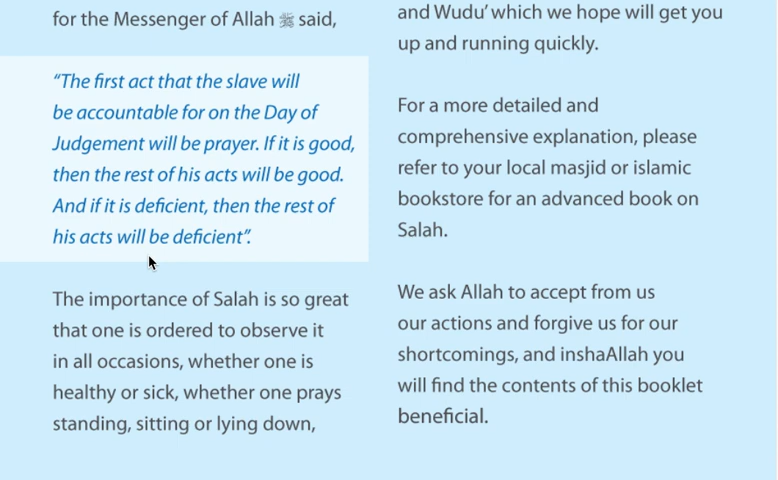 for the Messenger of Allah ﷺ said,
“The first act that the slave will
be accountable for on the Day of
Judgement will be prayer. If it is good,
then the rest of his acts will be good.
And if it is deficient, then the rest of
his acts will be deficient”.
The importance of Salah is so great
that one is ordered to observe it
in all occasions, whether one is
healthy or sick, whether one prays
standing, sitting or lying down,
and Wudu’ which we hope will get you
up and running quickly.
For a more detailed and
comprehensive explanation, please
refer to your local masjid or islamic
bookstore for an advanced book on
Salah.
We ask Allah to accept from us
our actions and forgive us for our
shortcomings, and inshaAllah you
will find the contents of this booklet
beneficial.